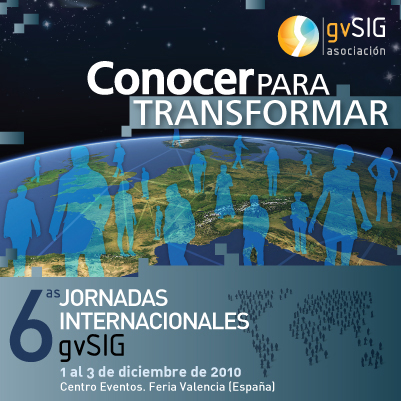 gvSIG
asociación
Conocer PARA
TRANSFORMAR
6as JORNADAS
INTERNACIONALES
gvSIG
1 al 3 de diciembre de 2010
Centro Eventos. Feria Valencia (España)